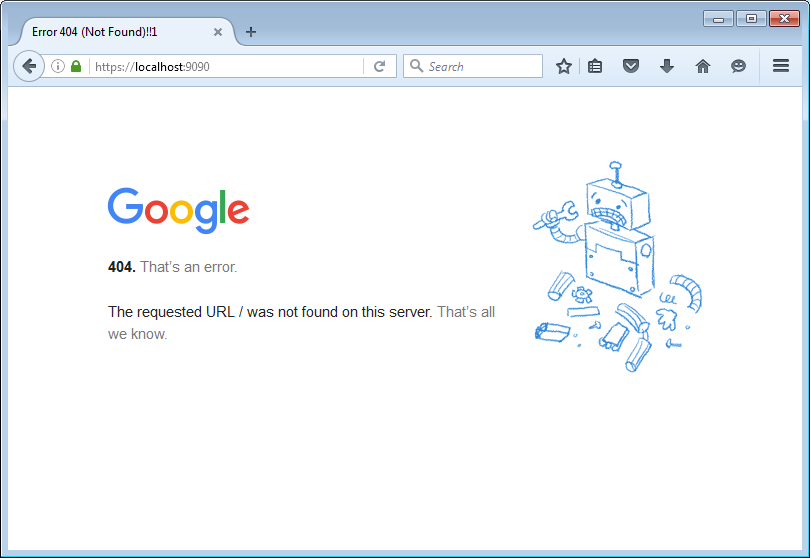 Error 404 (Not Found)!!1
https://localhost:9090
Search
Google
404. That’s an error.
The requested URL / was not found on this server. That’s all
we know.